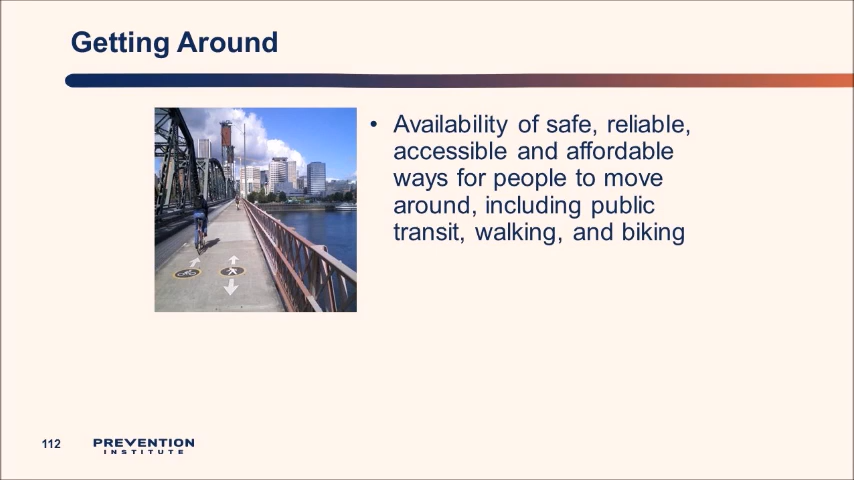 Getting Around
• Availability of safe, reliable,
accessible and affordable
ways for people to move
around, including public
transit, walking, and biking
112
PREVENTION
INSTITUTE